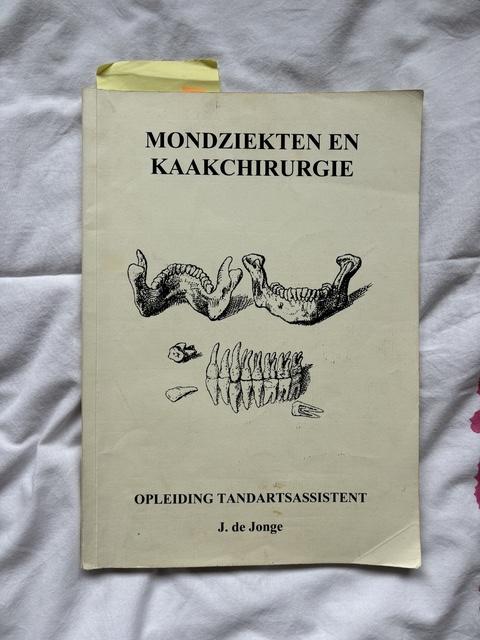 MONDZIEKTEN EN
KAAKCHIRURGIE
OPLEIDING TANDARTSASSISTENT
J. de Jonge